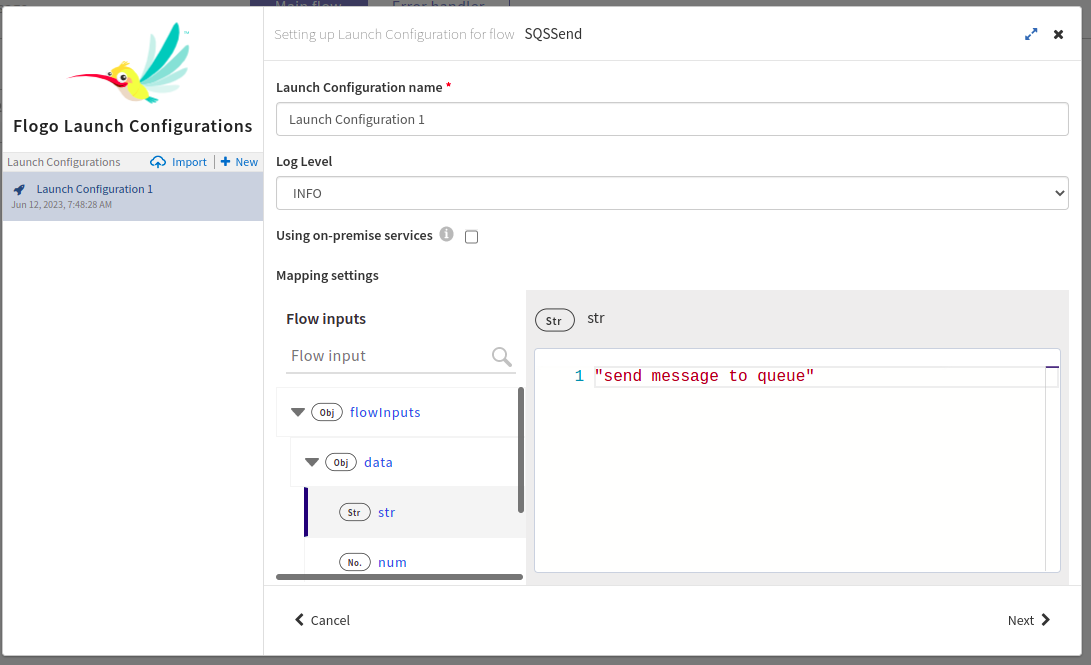 Main flow Error handler
Setting up Launch Configuration for flow SQSSend
™
Flogo Launch Configurations
Launch Configurations Import New
Launch Configuration 1
Jun 12, 2023, 7:48:28 AM
Launch Configuration name *
Launch Configuration 1
Log Level
INFO
Using on-premise services
Mapping settings
Flow inputs
Flow input
Obj flowInputs
Obj data
Str str
No. num
Str str
1 "send message to queue"
Cancel
Next